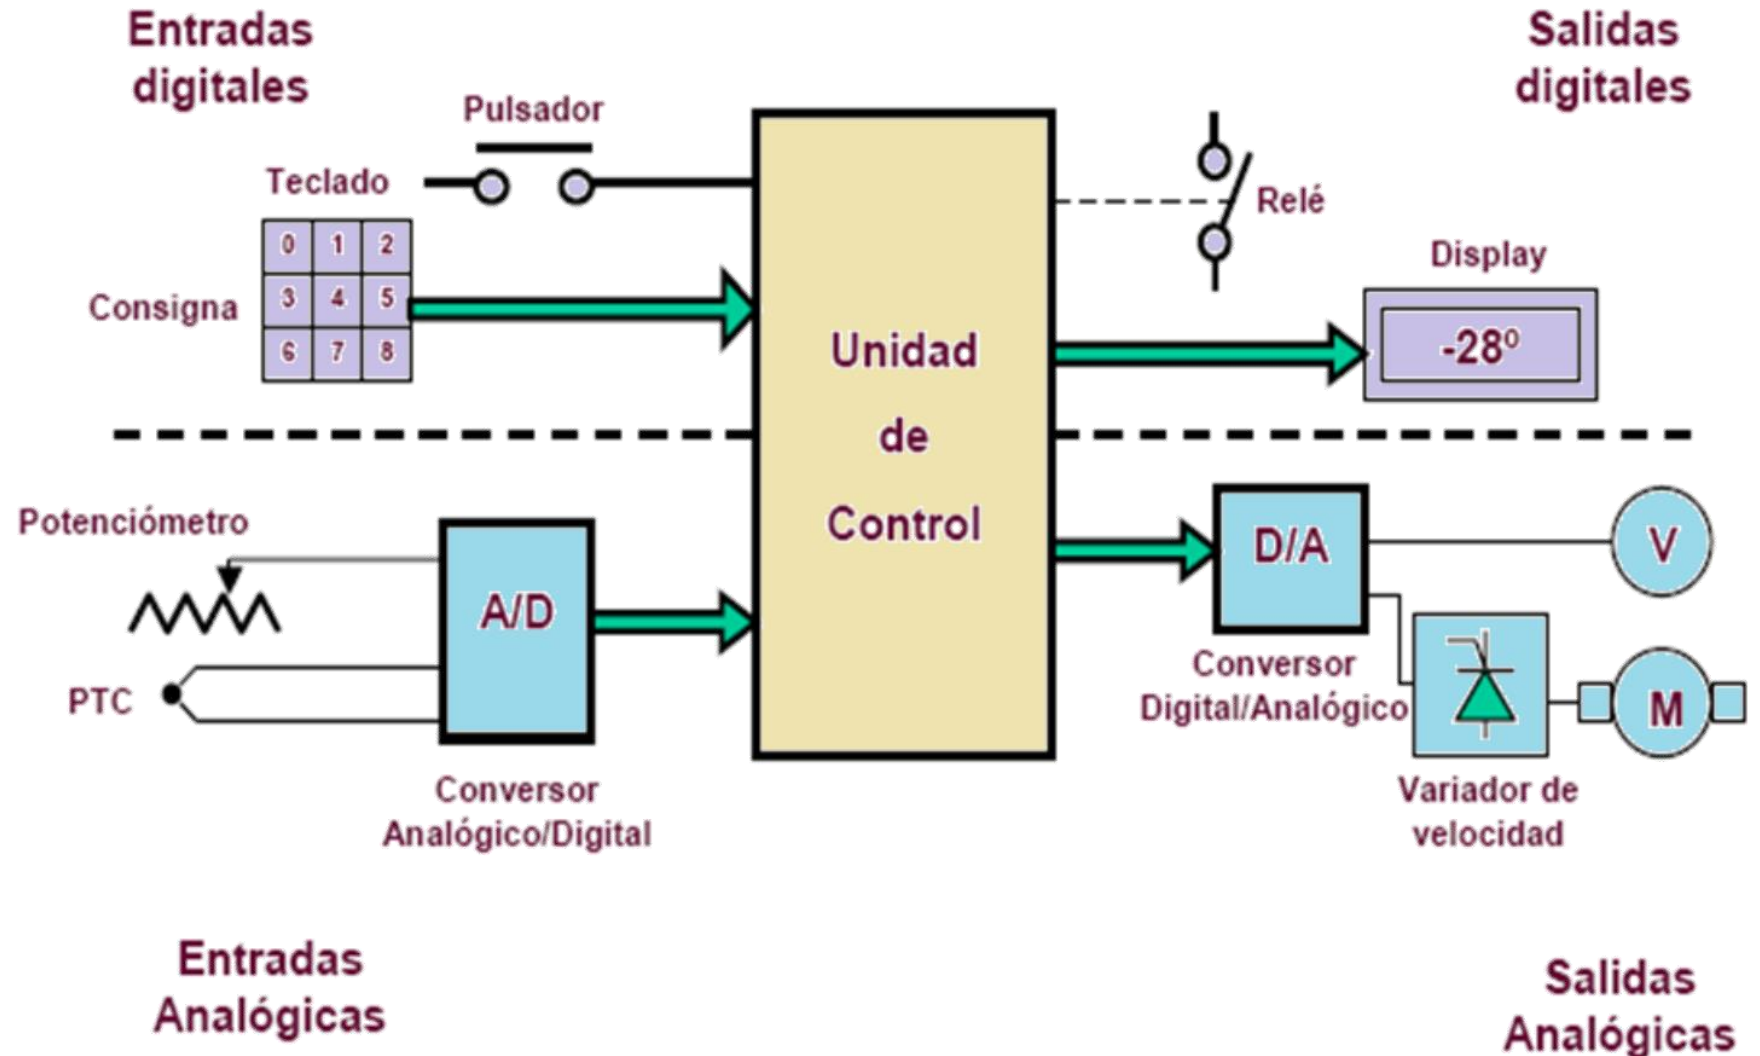 Entradas
digitales
Salidas
digitales
Pulsador
Teclado
Relé
0 1 2
3 4 5
6 7 8
Consigna
Display
-28º
Unidad
de
Control
Potenciómetro
PTC
A/D
Conversor
Analógico/Digital
D/A
Conversor
Digital/Analógico
V
M
Variador de
velocidad
Entradas
Analógicas
Salidas
Analógicas